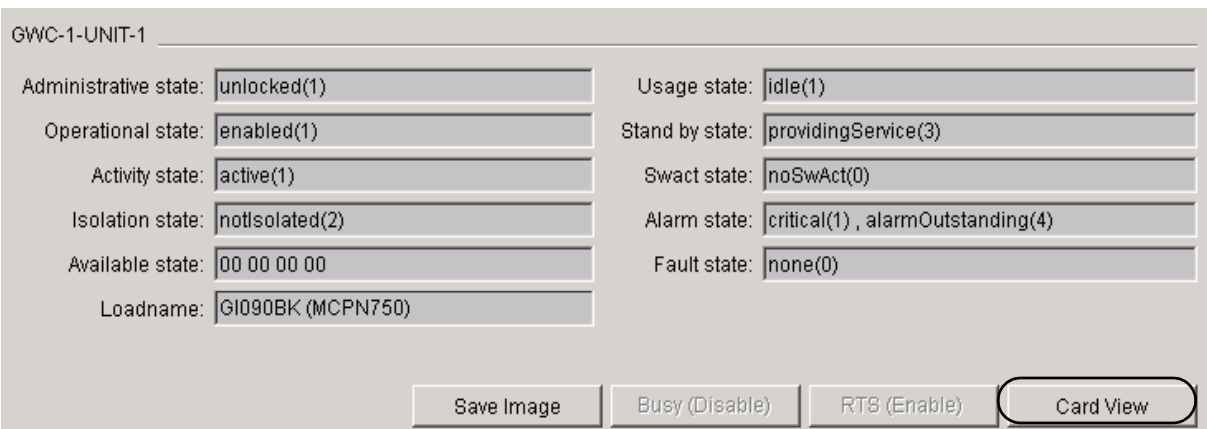 GWC-1-UNIT-1
Administrative state: unlocked(1)
Usage state: idle(1)
Operational state: enabled(1)
Stand by state: providingService(3)
Activity state: active(1)
Swact state: noSwAct(0)
Isolation state: notIsolated(2)
Alarm state: critical(1) , alarmOutstanding(4)
Available state: 00 00 00 00
Fault state: none(0)
Loadname: GI090BK (MCPN750)
Save Image
Busy (Disable)
RTS (Enable)
Card View